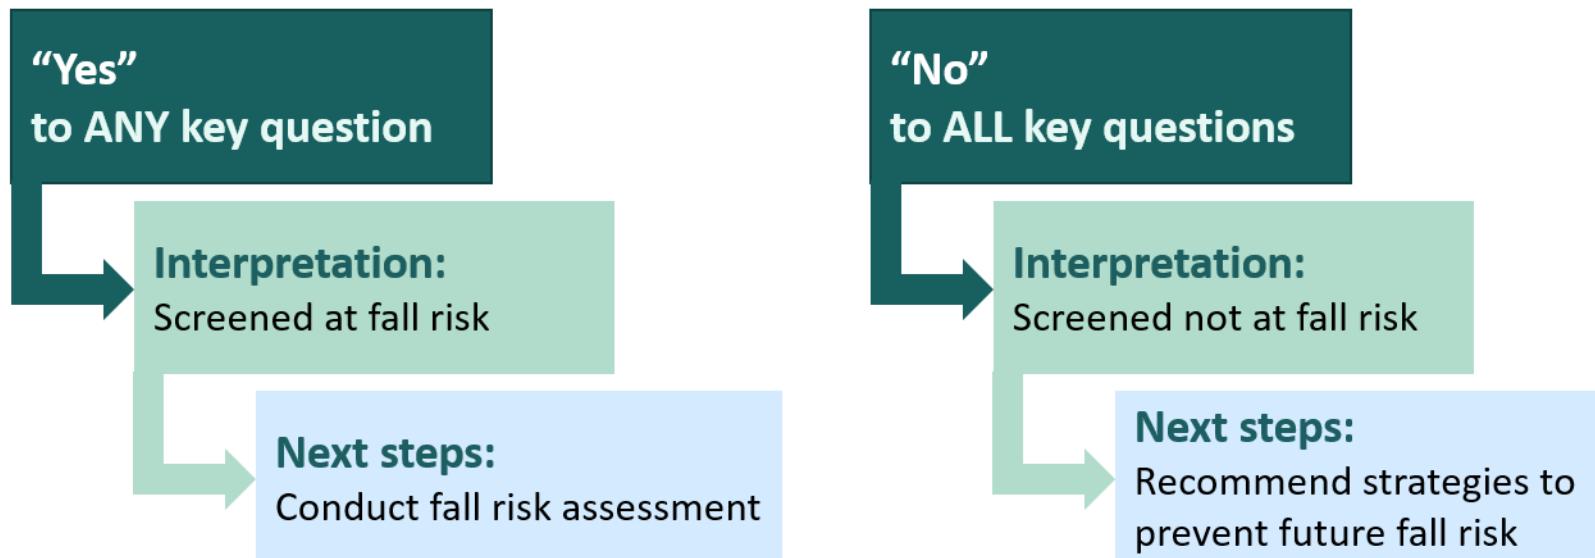 “Yes”
to ANY key question
Interpretation:
Screened at fall risk
Next steps:
Conduct fall risk assessment
“No”
to ALL key questions
Interpretation:
Screened not at fall risk
Next steps:
Recommend strategies to
prevent future fall risk